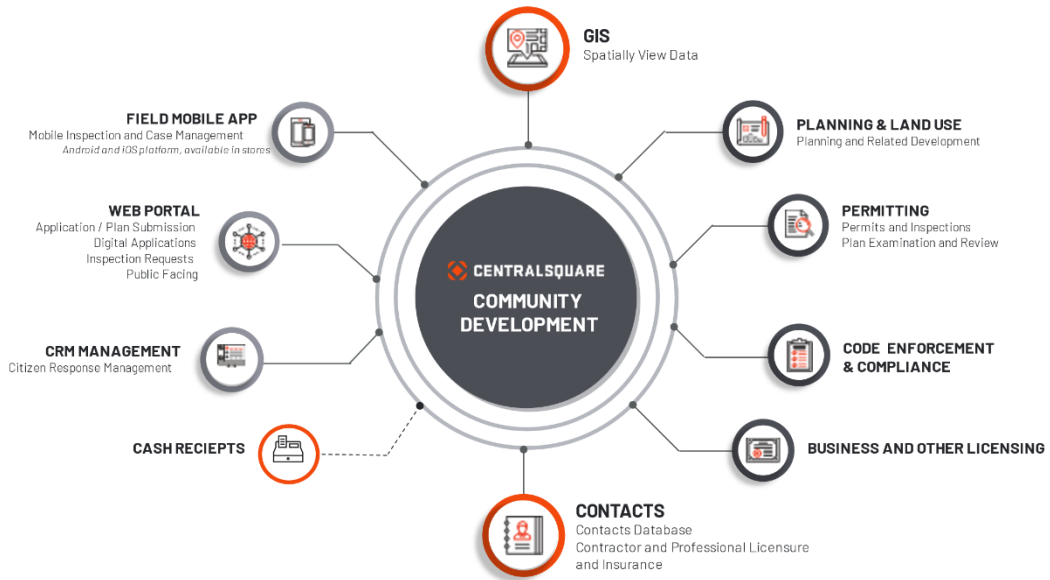 GIS
Spatially View Data
FIELD MOBILE APP
Mobile Inspection and Case Management
Android and iOS platform, available in stores
PLANNING & LAND USE
Planning and Related Development
WEB PORTAL
Application / Plan Submission
Digital Applications
Inspection Requests
Public Facing
PERMITTING
Permits and Inspections
Plan Examination and Review
CENTRALSQUARE
COMMUNITY
DEVELOPMENT
CRM MANAGEMENT
Citizen Response Management
CODE ENFORCEMENT
& COMPLIANCE
CASH RECIEPTS
BUSINESS AND OTHER LICENSING
CONTACTS
Contacts Database
Contractor and Professional Licensure
and Insurance